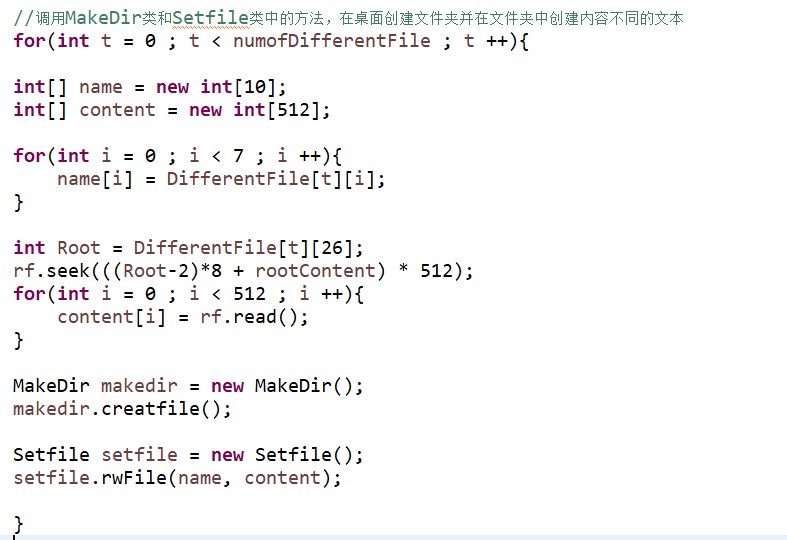 //调用MakeDir类和Setfile类中的方法，在桌面创建文件夹并在文件夹中创建内容不同的文本
for(int t = 0 ; t < numofDifferentFile ; t ++){
int[] name = new int[10];
int[] content = new int[512];
for(int i = 0 ; i < 7 ; i ++){
name[i] = DifferentFile[t][i];
}
int Root = DifferentFile[t][26];
rf.seek(((Root-2)*8 + rootContent) * 512);
for(int i = 0 ; i < 512 ; i ++){
content[i] = rf.read();
}
MakeDir makedir = new MakeDir();
makedir.creatfile();
Setfile setfile = new Setfile();
setfile.rwFile(name, content);
}